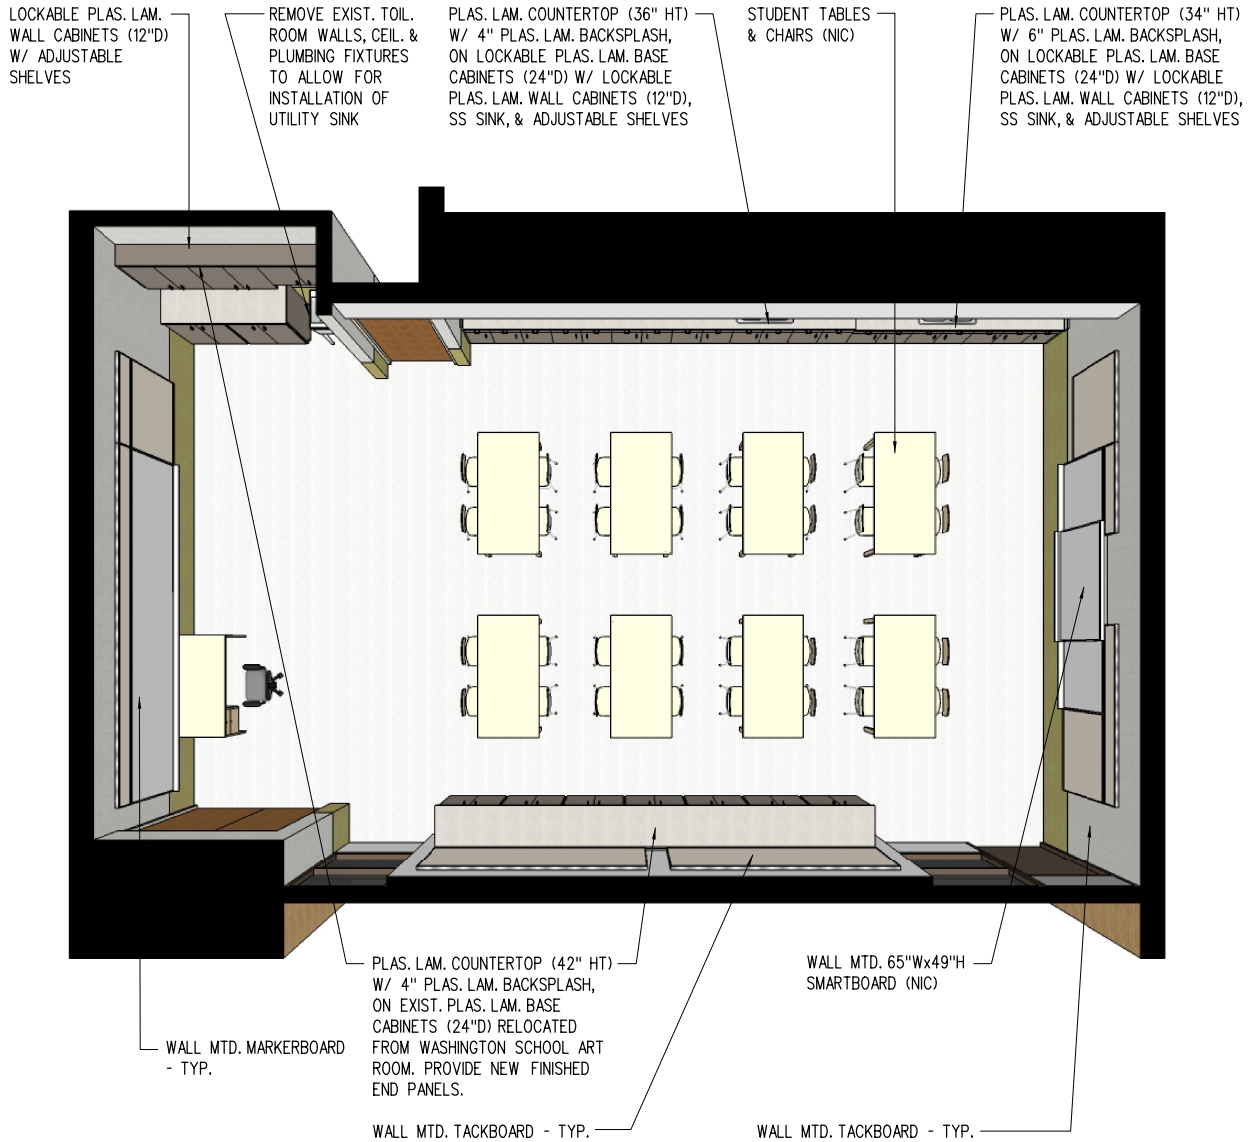 LOCKABLE PLAS. LAM.
WALL CABINETS (12"D)
W/ ADJUSTABLE
SHELVES
REMOVE EXIST. TOIL.
ROOM WALLS, CEIL. &
PLUMBING FIXTURES
TO ALLOW FOR
INSTALLATION OF
UTILITY SINK
PLAS. LAM. COUNTERTOP (36" HT)
W/ 4" PLAS. LAM. BACKSPLASH,
ON LOCKABLE PLAS. LAM. BASE
CABINETS (24"D) W/ LOCKABLE
PLAS. LAM. WALL CABINETS (12"D),
SS SINK, & ADJUSTABLE SHELVES
STUDENT TABLES
& CHAIRS (NIC)
PLAS. LAM. COUNTERTOP (34" HT)
W/ 6" PLAS. LAM. BACKSPLASH,
ON LOCKABLE PLAS. LAM. BASE
CABINETS (24"D) W/ LOCKABLE
PLAS. LAM. WALL CABINETS (12"D),
SS SINK, & ADJUSTABLE SHELVES
PLAS. LAM. COUNTERTOP (42" HT)
W/ 4" PLAS. LAM. BACKSPLASH,
ON EXIST. PLAS. LAM. BASE
CABINETS (24"D) RELOCATED
FROM WASHINGTON SCHOOL ART
ROOM. PROVIDE NEW FINISHED
END PANELS.
WALL MTD. 65"Wx49"H
SMARTBOARD (NIC)
WALL MTD. MARKERBOARD
- TYP.
WALL MTD. TACKBOARD - TYP.
WALL MTD. TACKBOARD - TYP.